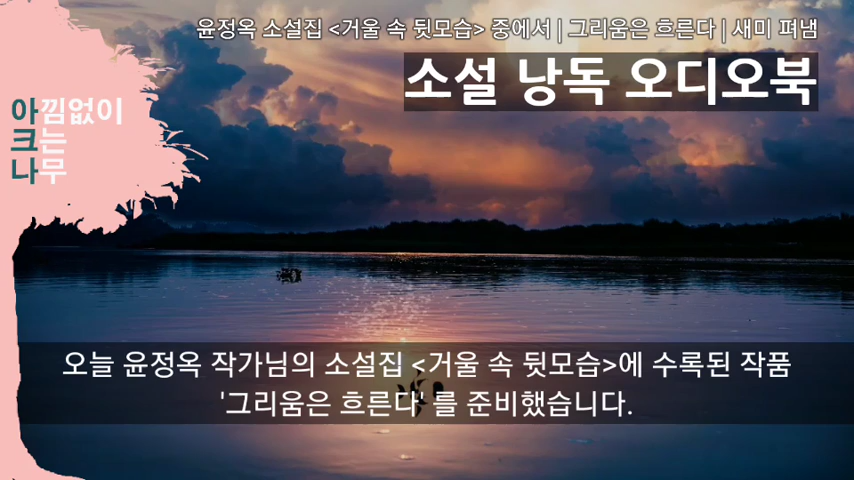 윤정옥 소설집 <거울 속 뒷모습> 중에서 | 그리움은 흐른다 | 새미 펴냄
소설 낭독 오디오북
아낌없이
크는
나무
오늘 윤정옥 작가님의 소설집 <거울 속 뒷모습>에 수록된 작품
'그리움은 흐른다' 를 준비했습니다.